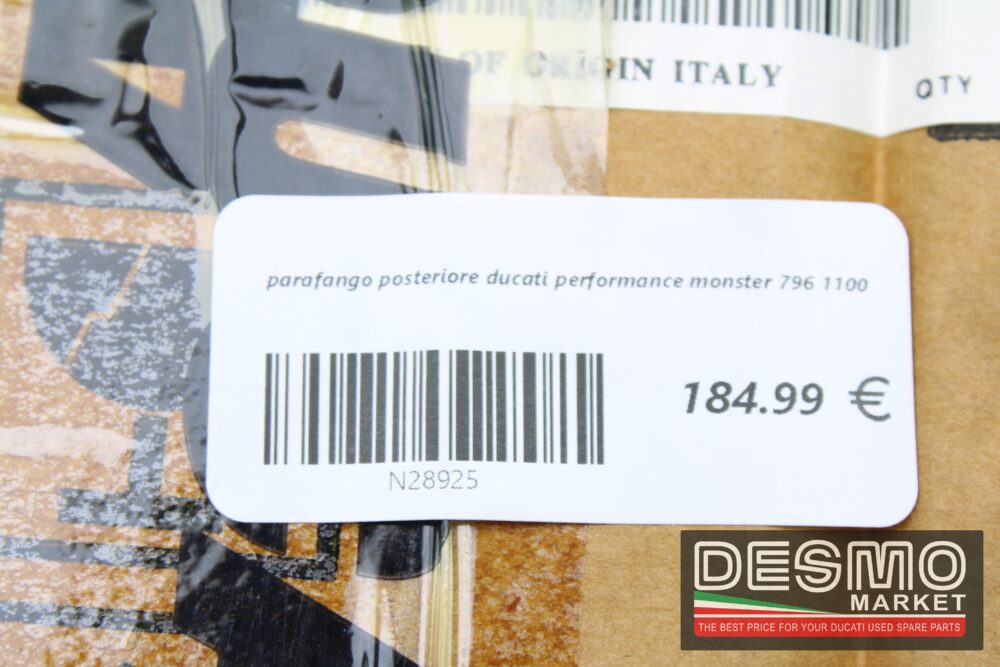 OF ORIGIN ITALY
QTY
parafango posteriore ducati performance monster 796 1100
184.99 €
N28925
DESMO
MARKET
THE BEST PRICE FOR YOUR DUCATI USED SPARE PARTS